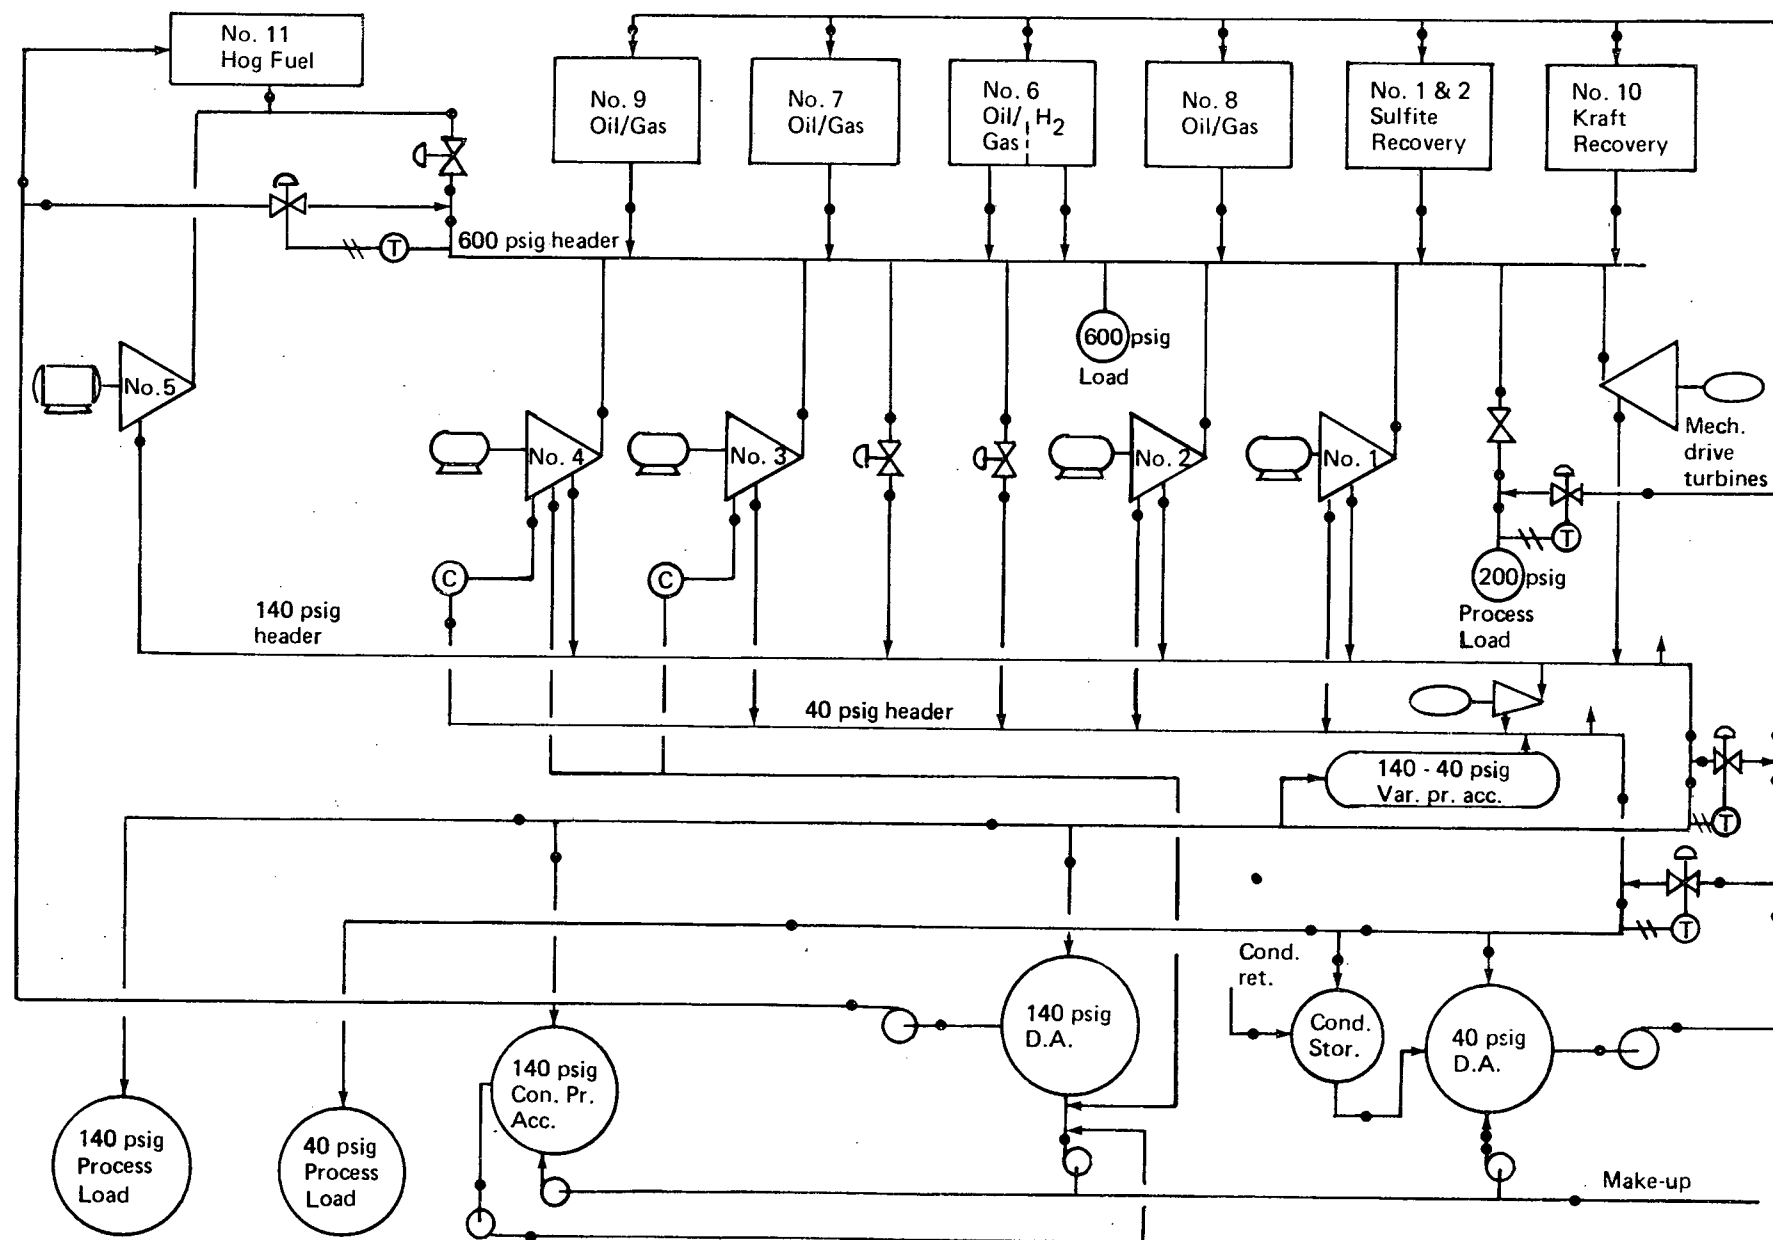 No. 11
Hog Fuel
No. 9
Oil/Gas
No. 7
Oil/Gas
No. 6
Oil/ H2
Gas
No. 8
Oil/Gas
No. 1 & 2
Sulfite
Recovery
No. 10
Kraft
Recovery
T
600 psig header
600 psig
Load
No. 5
No. 4
No. 3
No. 2
No. 1
Mech.
drive
turbines
T
C
C
200 psig
Process
Load
140 psig
header
40 psig header
140 - 40 psig
Var. pr. acc.
T
T
Cond.
ret.
140 psig
D.A.
Cond.
Stor.
40 psig
D.A.
140 psig
Con. Pr.
Acc.
140 psig
Process
Load
40 psig
Process
Load
Make-up